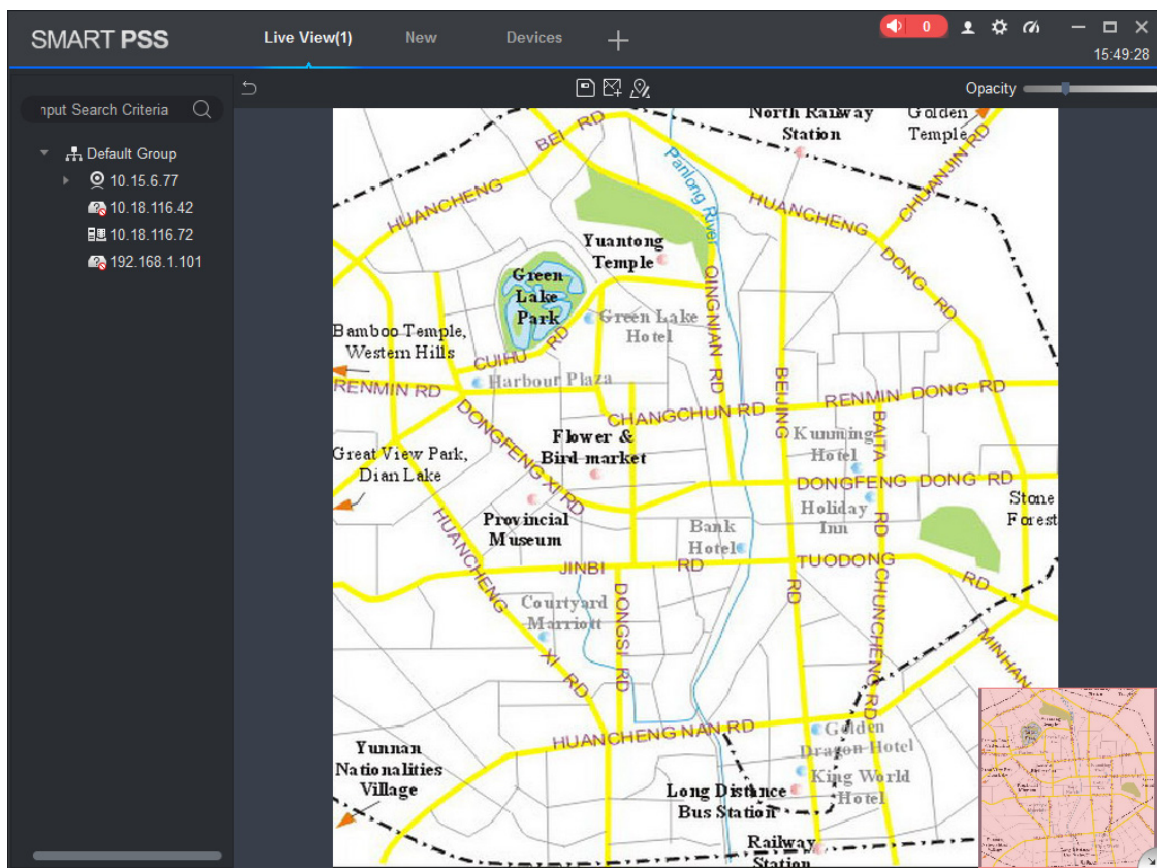 SMART PSS
Live View(1)
New
Devices
0
15:49:28
nput Search Criteria
Opacity
Default Group
10.15.6.77
10.18.116.42
10.18.116.72
192.168.1.101
North Railway
Station
Golden
Temple
BEI RD
Panlong River
CHUANJIN RD
HUANCHENG
HUANCHENG
DONG RD
Yuantong
Temple
Green
Lake
Park
QINGNIAN RD
Green Lake
Hotel
Bamboo Temple,
Western Hills
CUIHU RD
RENMIN RD
Harbour Plaza
BEIJING
RD
RENMIN DONG RD
CHANGCHUN RD
DONGFENG XI RD
Flower &
Bird market
Kunming
Hotel
BAITA
RD
Great View Park,
Dian Lake
DONGFENG DONG RD
Stone
Forest
Provincial
Museum
Holiday
Inn
Bank
Hotel
HUANCHENG
XI RD
JINBI RD
TUODONG
RD
Courtyard
Marriott
DONGSI RD
CHUNCHENG RD
MINHAN
HUANCHENG NAN RD
Golden
Dragon Hotel
Yunnan
Nationalities
Village
King World
Hotel
Long Distance
Bus Station
Railway
Station